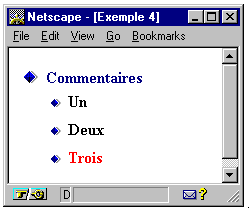 Netscape - [Exemple 4]
File Edit View Go Bookmarks
Commentaires
Un
Deux
Trois
D
?